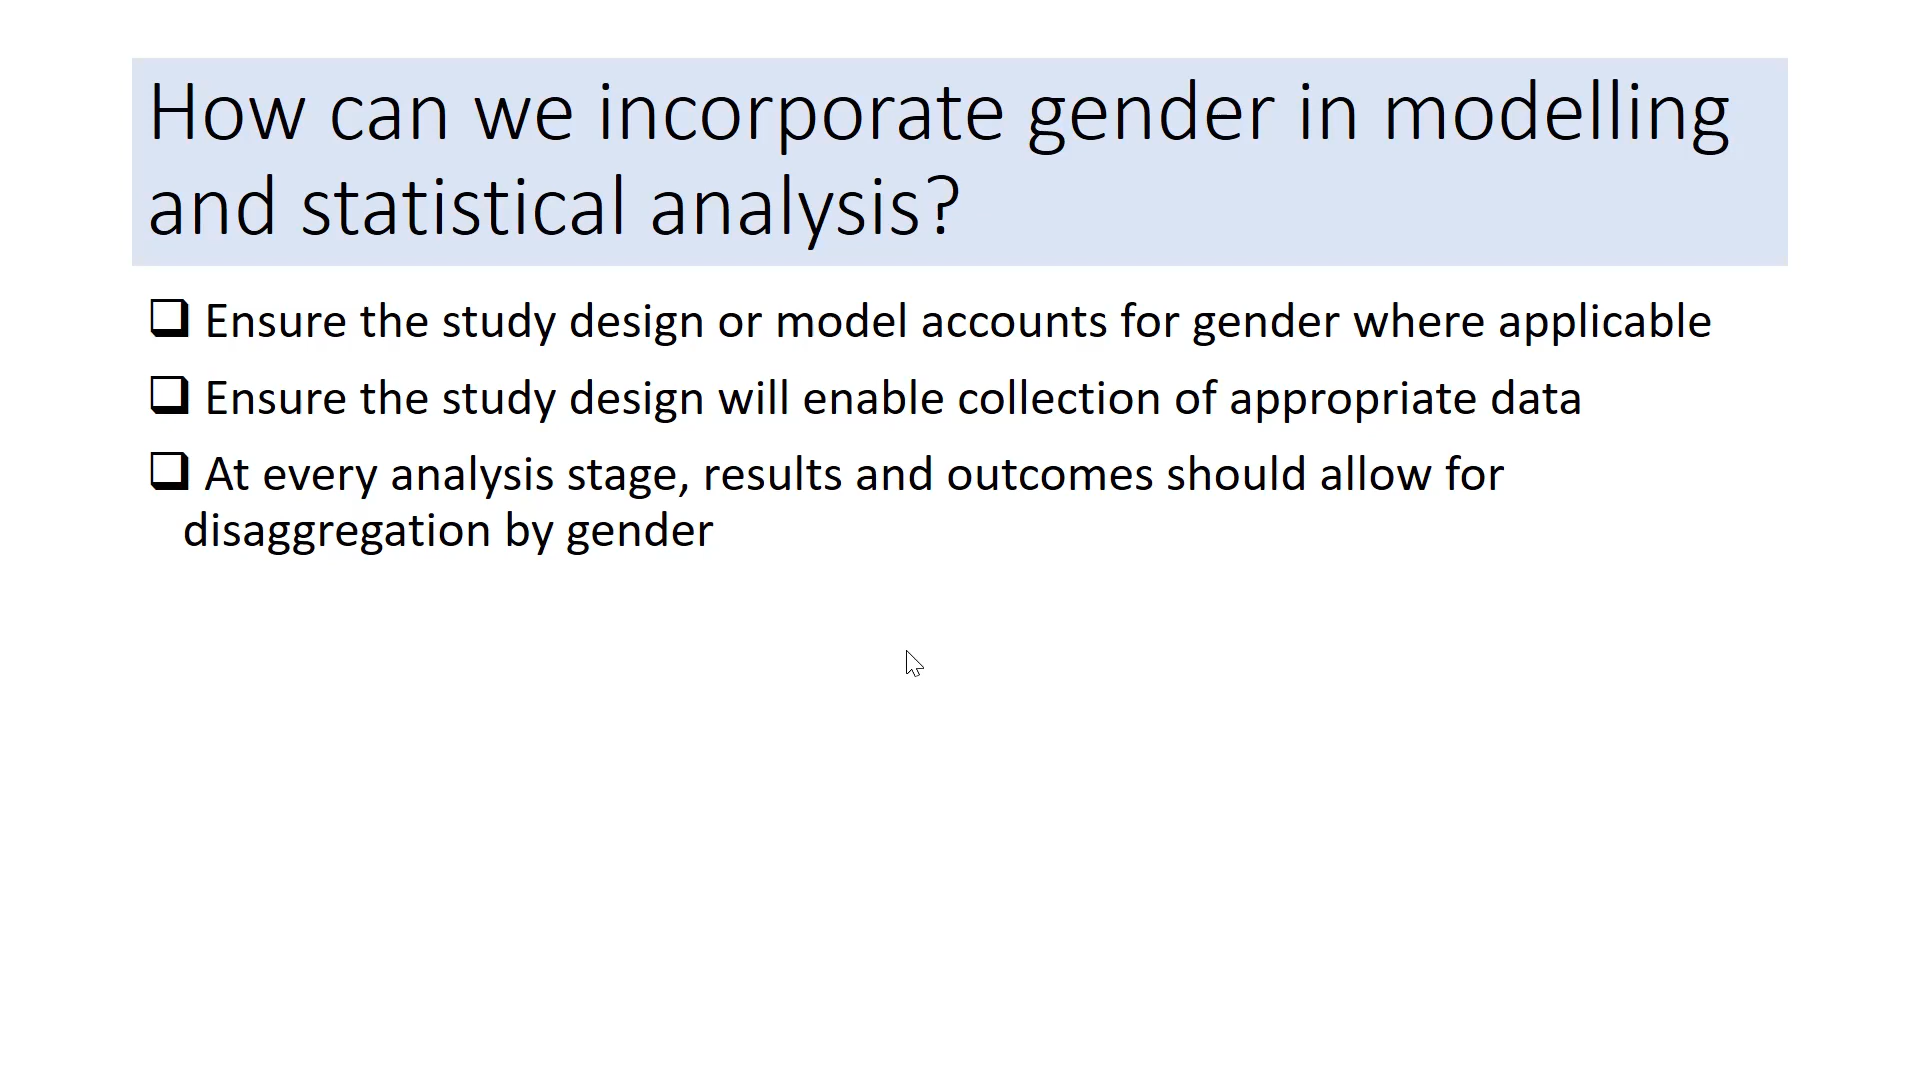 How can we incorporate gender in modelling
and statistical analysis?
❑ Ensure the study design or model accounts for gender where applicable
❑ Ensure the study design will enable collection of appropriate data
❑ At every analysis stage, results and outcomes should allow for
disaggregation by gender